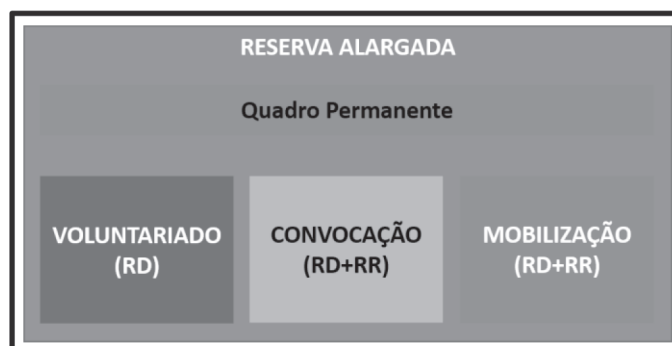 RESERVA ALARGADA
Quadro Permanente
VOLUNTARIADO
(RD)
CONVOCAÇÃO
(RD+RR)
MOBILIZAÇÃO
(RD+RR)